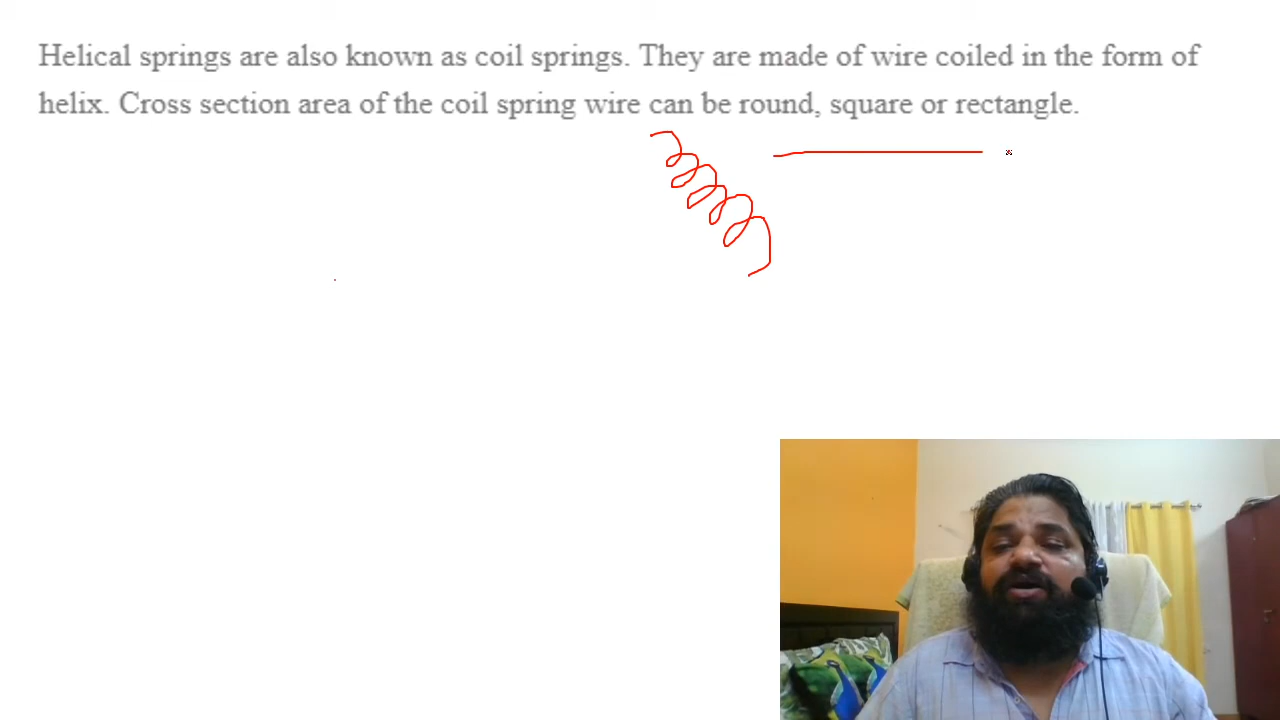 Helical springs are also known as coil springs. They are made of wire coiled in the form of
helix. Cross section area of the coil spring wire can be round, square or rectangle.